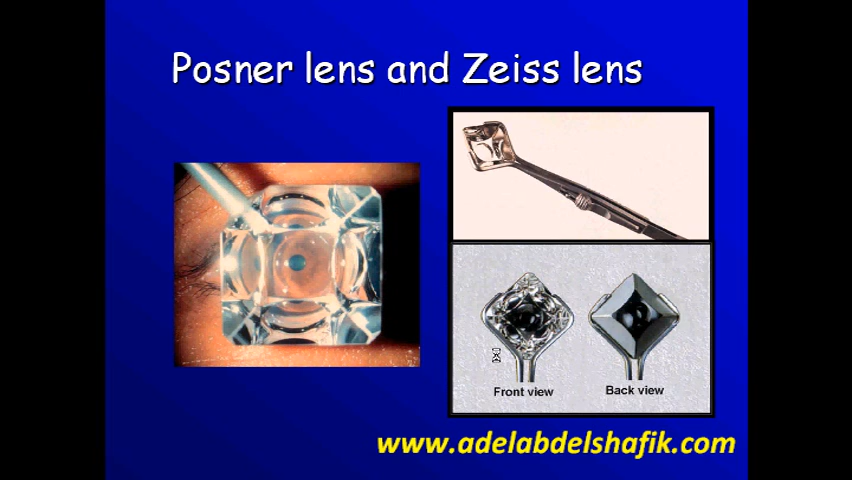 Posner lens and Zeiss lens
Front view
Back view
www.adelabdelshafik.com